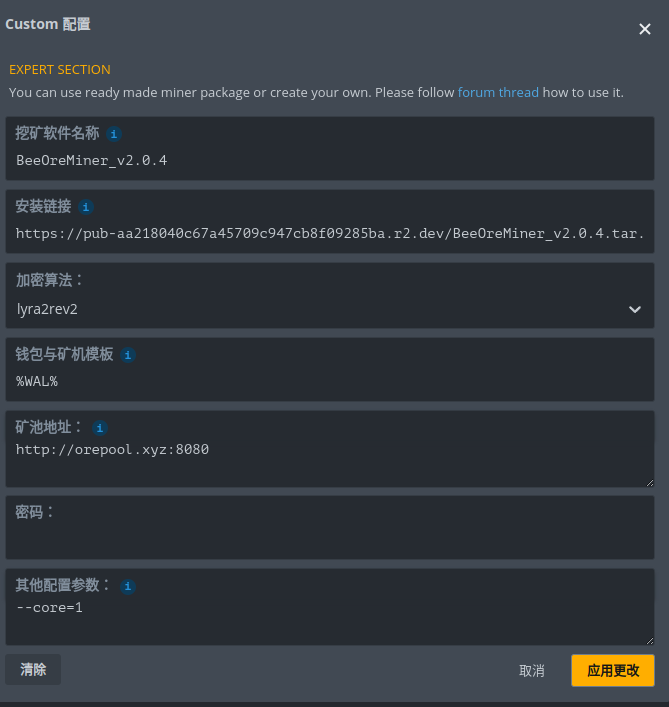 Custom 配置
EXPERT SECTION
You can use ready made miner package or create your own. Please follow forum thread how to use it.
挖矿软件名称
BeeOreMiner_v2.0.4
安装链接
https://pub-aa218040c67a45709c947cb8f09285ba.r2.dev/BeeOreMiner_v2.0.4.tar.
加密算法：
lyra2rev2
钱包与矿机模板
%WAL%
矿池地址：
http://orepool.xyz:8080
密码：
其他配置参数：
--core=1
清除
取消
应用更改